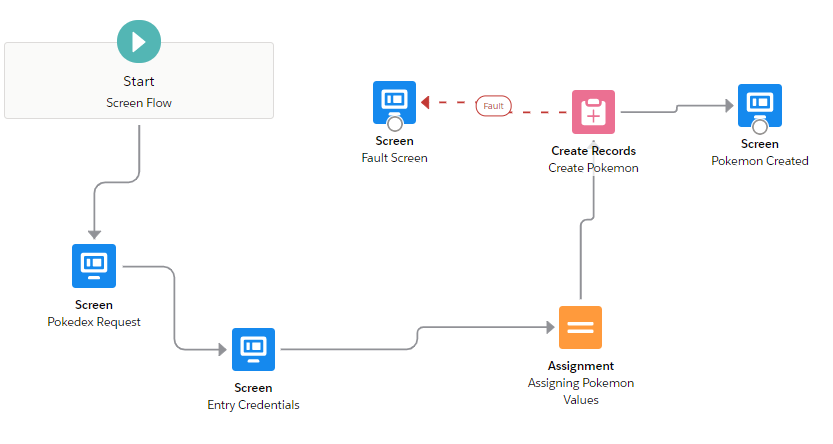 Start
Screen Flow
Fault
Screen
Fault Screen
Create Records
Create Pokemon
Screen
Pokemon Created
Screen
Pokedex Request
Screen
Entry Credentials
Assignment
Assigning Pokemon
Values